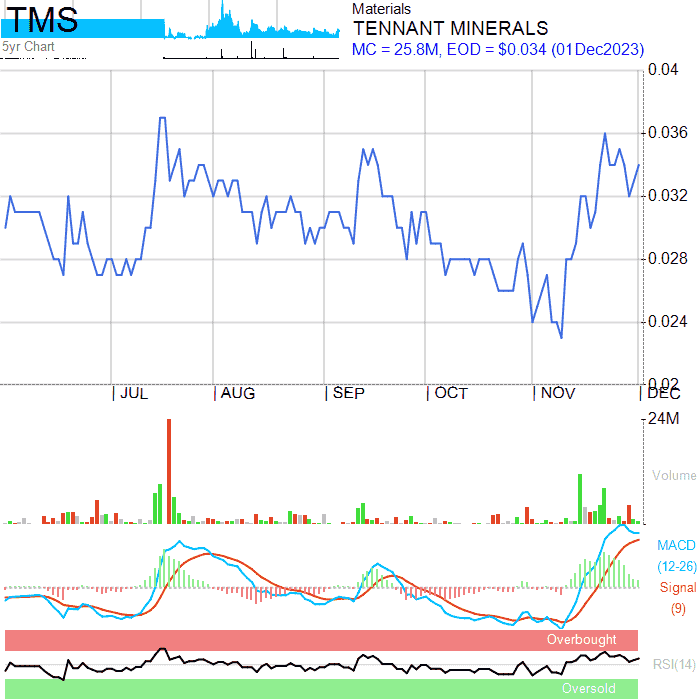 TMS
5yr Chart
Materials
TENNANT MINERALS
MC = 25.8M, EOD = $0.034 (01Dec2023)
0.04
0.036
0.032
0.028
0.024
0.02
JUL AUG SEP OCT NOV DEC
24M
Volume
MACD
(12-26)
Signal
(9)
Overbought
RSI(14)
Oversold